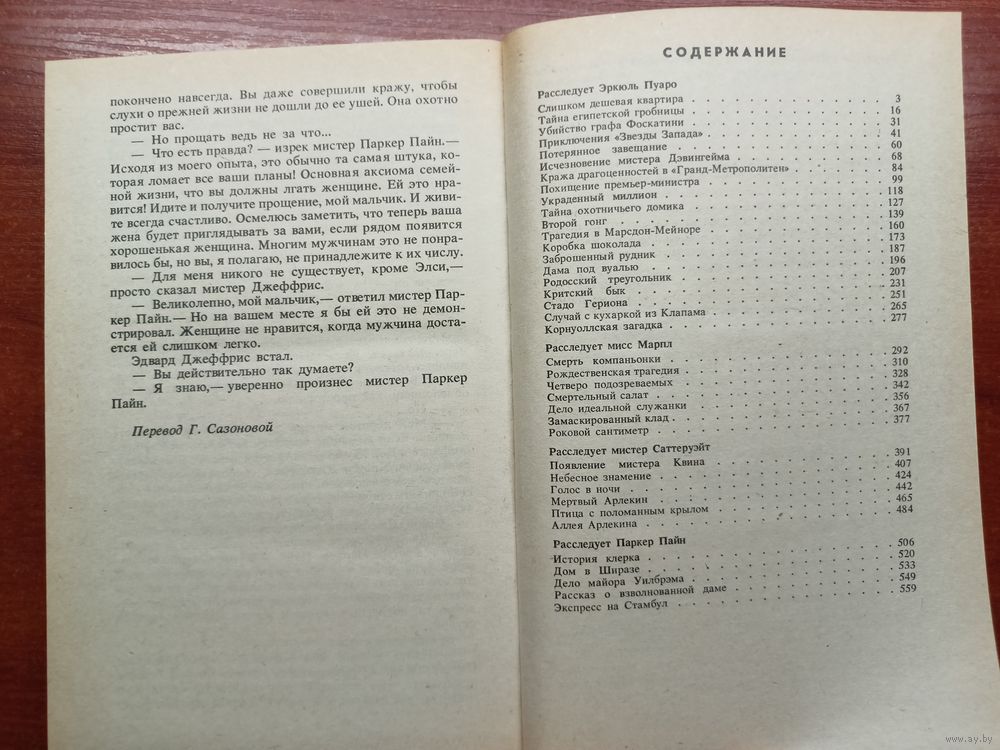 покончено навсегда. Вы даже совершили кражу, чтобы
слухи о прежней жизни не дошли до ее ушей. Она охотно
простит вас.
— Но прощать ведь не за что...
— Что есть правда? — изрек мистер Паркер Пайн.—
Исходя из моего опыта, это обычно та самая штука, ко-
торая ломает все ваши планы! Основная аксиома семей-
ной жизни, что вы должны лгать женщине. Ей это нра-
вится! Идите и получите прощение, мой мальчик. И живи-
те всегда счастливо. Осмелюсь заметить, что теперь ваша
жена будет приглядывать за вами, если рядом появится
хорошенькая женщина. Многим мужчинам это не понра-
вилось бы, но вы, я полагаю, не принадлежите к их числу.
— Для меня никого не существует, кроме Элси,—
просто сказал мистер Джеффрис.
— Великолепно, мой мальчик,— ответил мистер Пар-
кер Пайн.— Но на вашем месте я бы ей это не демон-
стрировал. Женщине не нравится, когда мужчина доста-
ется ей слишком легко.
Эдвард Джеффрис встал.
— Вы действительно так думаете?
— Я знаю,— уверенно произнес мистер Паркер
Пайн.
Перевод Г. Сазоновой
СОДЕРЖАНИЕ
Расследует Эркюль Пуаро
Слишком дешевая квартира . . . . . . . . . 3
Тайна египетской гробницы . . . . . . . . . 16
Убийство графа Фоскатини . . . . . . . . . 31
Приключения «Звезды Запада» . . . . . . . . 41
Потерянное завещание . . . . . . . . . . 60
Исчезновение мистера Дэвингейма . . . . . . . 68
Кража драгоценностей в «Гранд-Метрополитен» . . . . 84
Похищение премьер-министра . . . . . . . . 99
Украденный миллион . . . . . . . . . . 118
Тайна охотничьего домика . . . . . . . . . 127
Второй гонг . . . . . . . . . . . . 139
Трагедия в Марсдон-Мейноре . . . . . . . . 160
Коробка шоколада . . . . . . . . . . . 173
Заброшенный рудник . . . . . . . . . . 187
Дама под вуалью . . . . . . . . . . . 196
Родосский треугольник . . . . . . . . . . 207
Критский бык . . . . . . . . . . . . 231
Стадо Гериона . . . . . . . . . . . . 251
Случай с кухаркой из Клапама . . . . . . . . 265
Корнуоллская загадка . . . . . . . . . . 277
Расследует мисс Марпл
Смерть компаньонки . . . . . . . . . . 292
Рождественская трагедия . . . . . . . . . 310
Четверо подозреваемых . . . . . . . . . . 328
Смертельный салат . . . . . . . . . . . 342
Дело идеальной служанки . . . . . . . . . 356
Замаскированный клад . . . . . . . . . . 367
Роковой сантиметр . . . . . . . . . . . 377
Расследует мистер Саттеруэйт
Появление мистера Квина . . . . . . . . . 391
Небесное знамение . . . . . . . . . . . 407
Голос в ночи . . . . . . . . . . . . 424
Мертвый Арлекин . . . . . . . . . . . 442
Птица с поломанным крылом . . . . . . . . 465
Аллея Арлекина . . . . . . . . . . . . 484
Расследует Паркер Пайн
История клерка . . . . . . . . . . . . 506
Дом в Ширазе . . . . . . . . . . . . 520
Дело майора Уилбрэма . . . . . . . . . . 533
Рассказ о взволнованной даме . . . . . . . . 549
Экспресс на Стамбул . . . . . . . . . . 559
www.ay.by